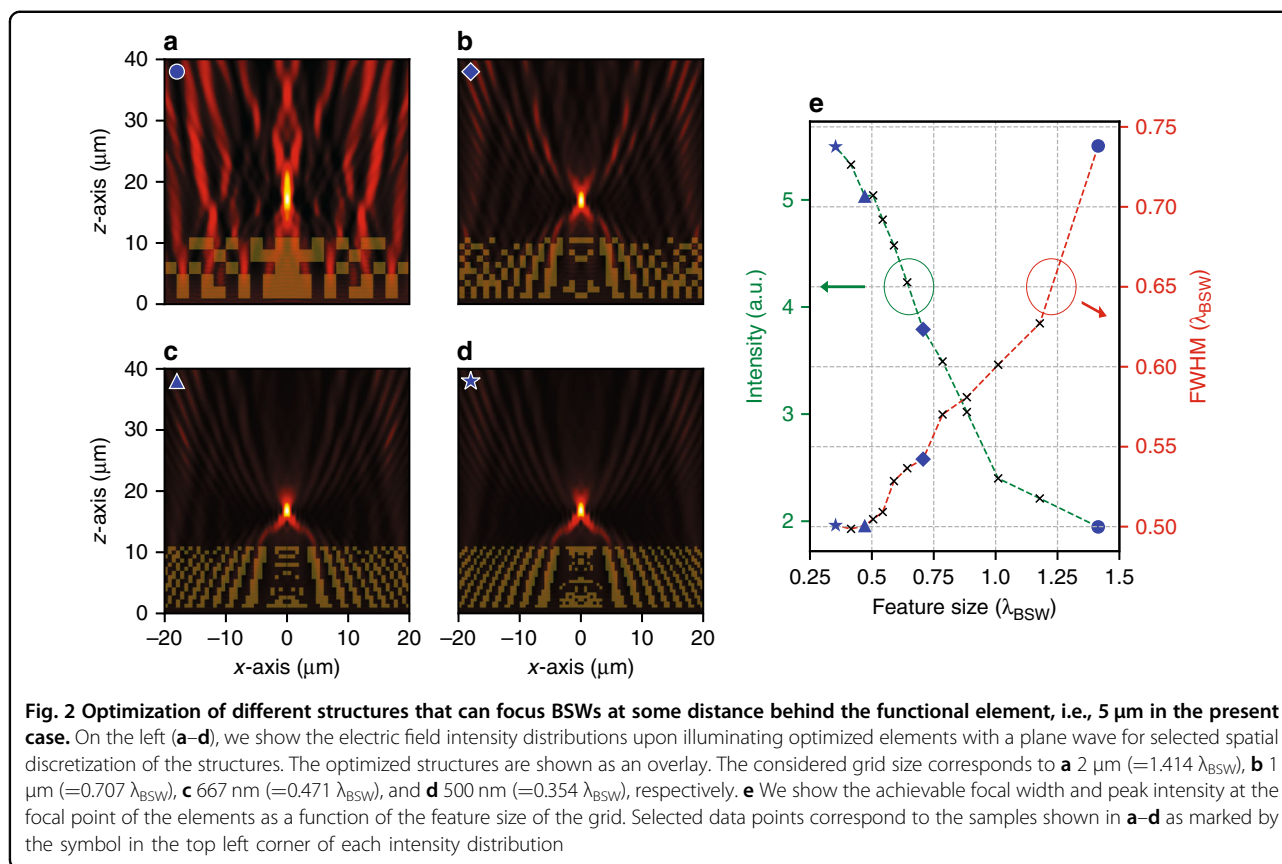 a
b
40
30
20
10
0
z-axis (μm)
c
d
40
30
20
10
0
z-axis (μm)
−20
−10
0
10
20
−20
−10
0
10
20
x-axis (μm)
x-axis (μm)
e
5
4
3
2
Intensity (a.u.)
0.75
0.70
0.65
0.60
0.55
0.50
FWHM (λBSW)
0.25
0.5
0.75
1.0
1.25
1.5
Feature size (λBSW)
Fig. 2 Optimization of different structures that can focus BSWs at some distance behind the functional element, i.e., 5 μm in the present
case. On the left (a–d), we show the electric field intensity distributions upon illuminating optimized elements with a plane wave for selected spatial
discretization of the structures. The optimized structures are shown as an overlay. The considered grid size corresponds to a 2 μm (=1.414 λBSW), b 1
μm (=0.707 λBSW), c 667 nm (=0.471 λBSW), and d 500 nm (=0.354 λBSW), respectively. e We show the achievable focal width and peak intensity at the
focal point of the elements as a function of the feature size of the grid. Selected data points correspond to the samples shown in a–d as marked by
the symbol in the top left corner of each intensity distribution